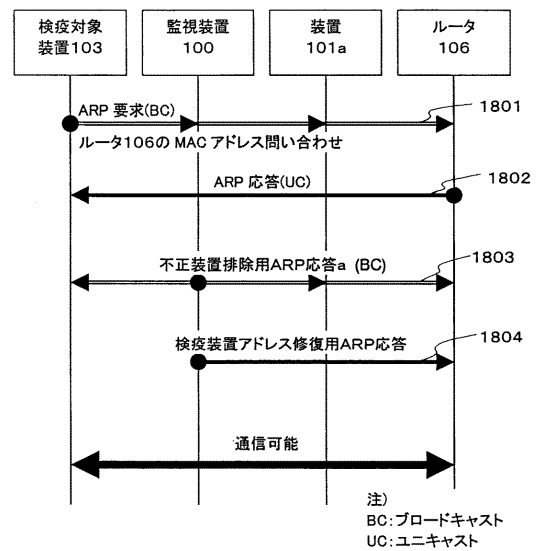 検疫対象
装置103
監視装置
100
装置
101a
ルータ
106
ARP 要求(BC)
1801
ルータ106の MAC アドレス問い合わせ
ARP 応答(UC)
1802
不正装置排除用ARP応答a (BC)
1803
検疫装置アドレス修復用ARP応答
1804
通信可能
注)
BC:ブロードキャスト
UC:ユニキャスト